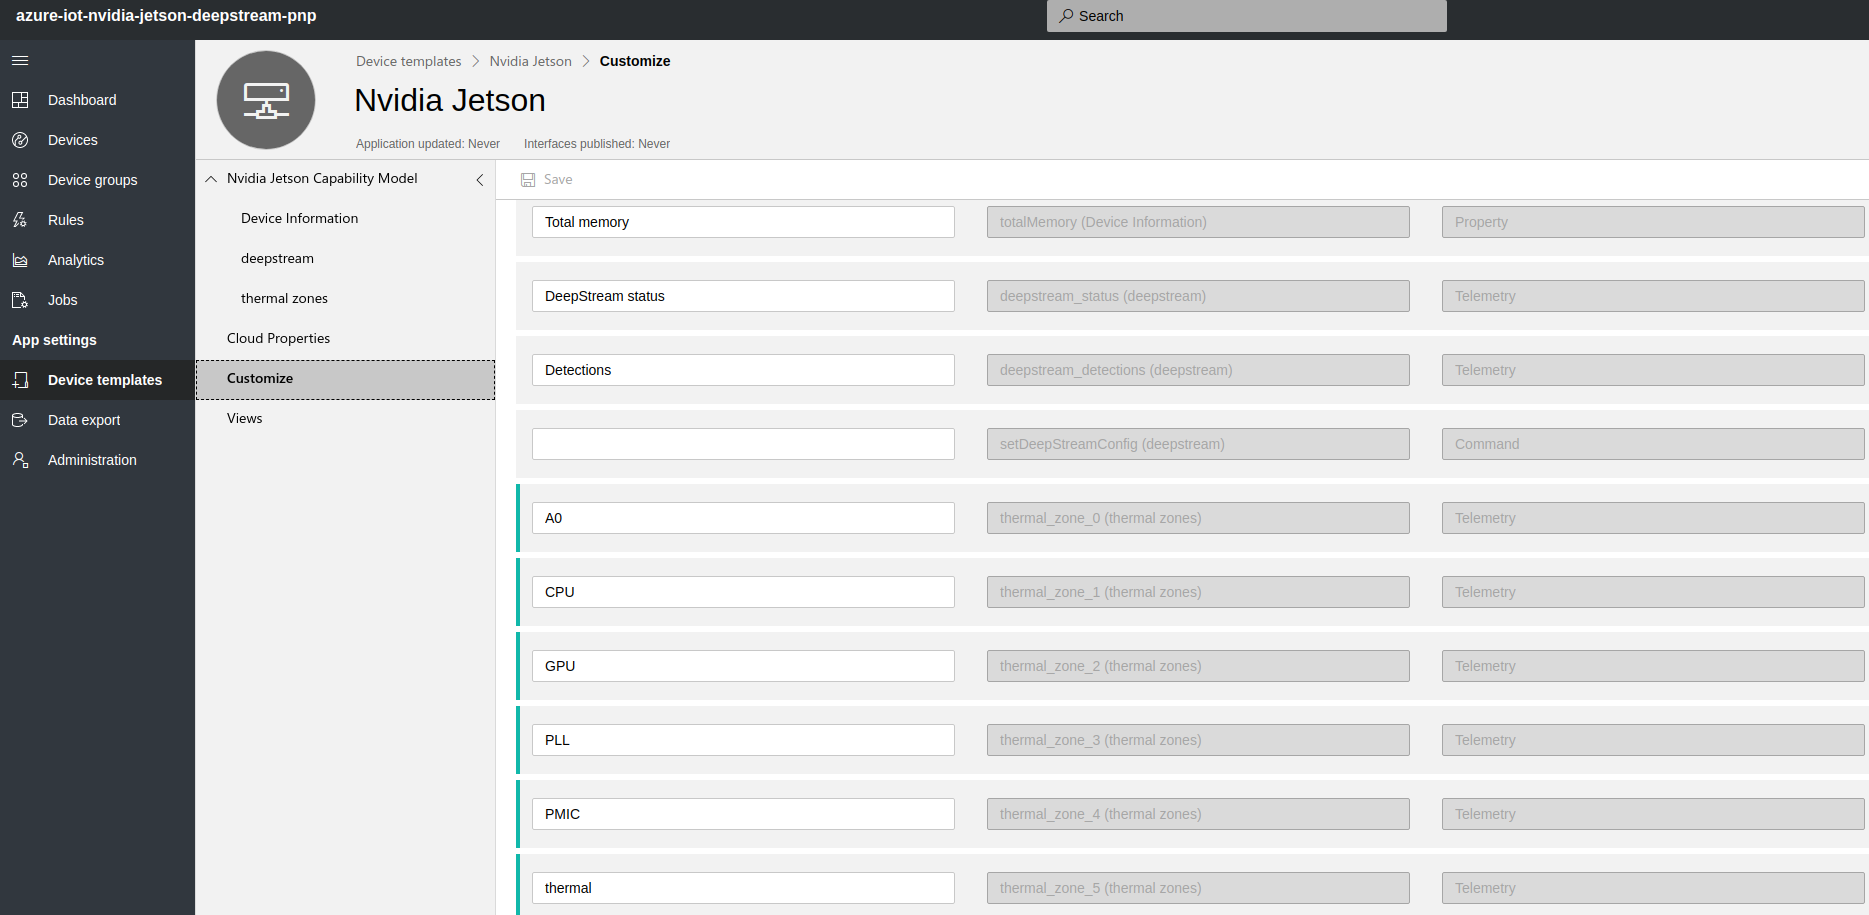 azure-iot-nvidia-jetson-deepstream-pnp
Search
Dashboard
Devices
Device groups
Rules
Analytics
Jobs
App settings
Device templates
Data export
Administration
Device templates > Nvidia Jetson > Customize
Nvidia Jetson
Application updated: Never Interfaces published: Never
Nvidia Jetson Capability Model
Device Information
deepstream
thermal zones
Cloud Properties
Customize
Views
Save
Total memory totalMemory (Device Information) Property
DeepStream status deepstream_status (deepstream) Telemetry
Detections deepstream_detections (deepstream) Telemetry
setDeepStreamConfig (deepstream) Command
A0 thermal_zone_0 (thermal zones) Telemetry
CPU thermal_zone_1 (thermal zones) Telemetry
GPU thermal_zone_2 (thermal zones) Telemetry
PLL thermal_zone_3 (thermal zones) Telemetry
PMIC thermal_zone_4 (thermal zones) Telemetry
thermal thermal_zone_5 (thermal zones) Telemetry